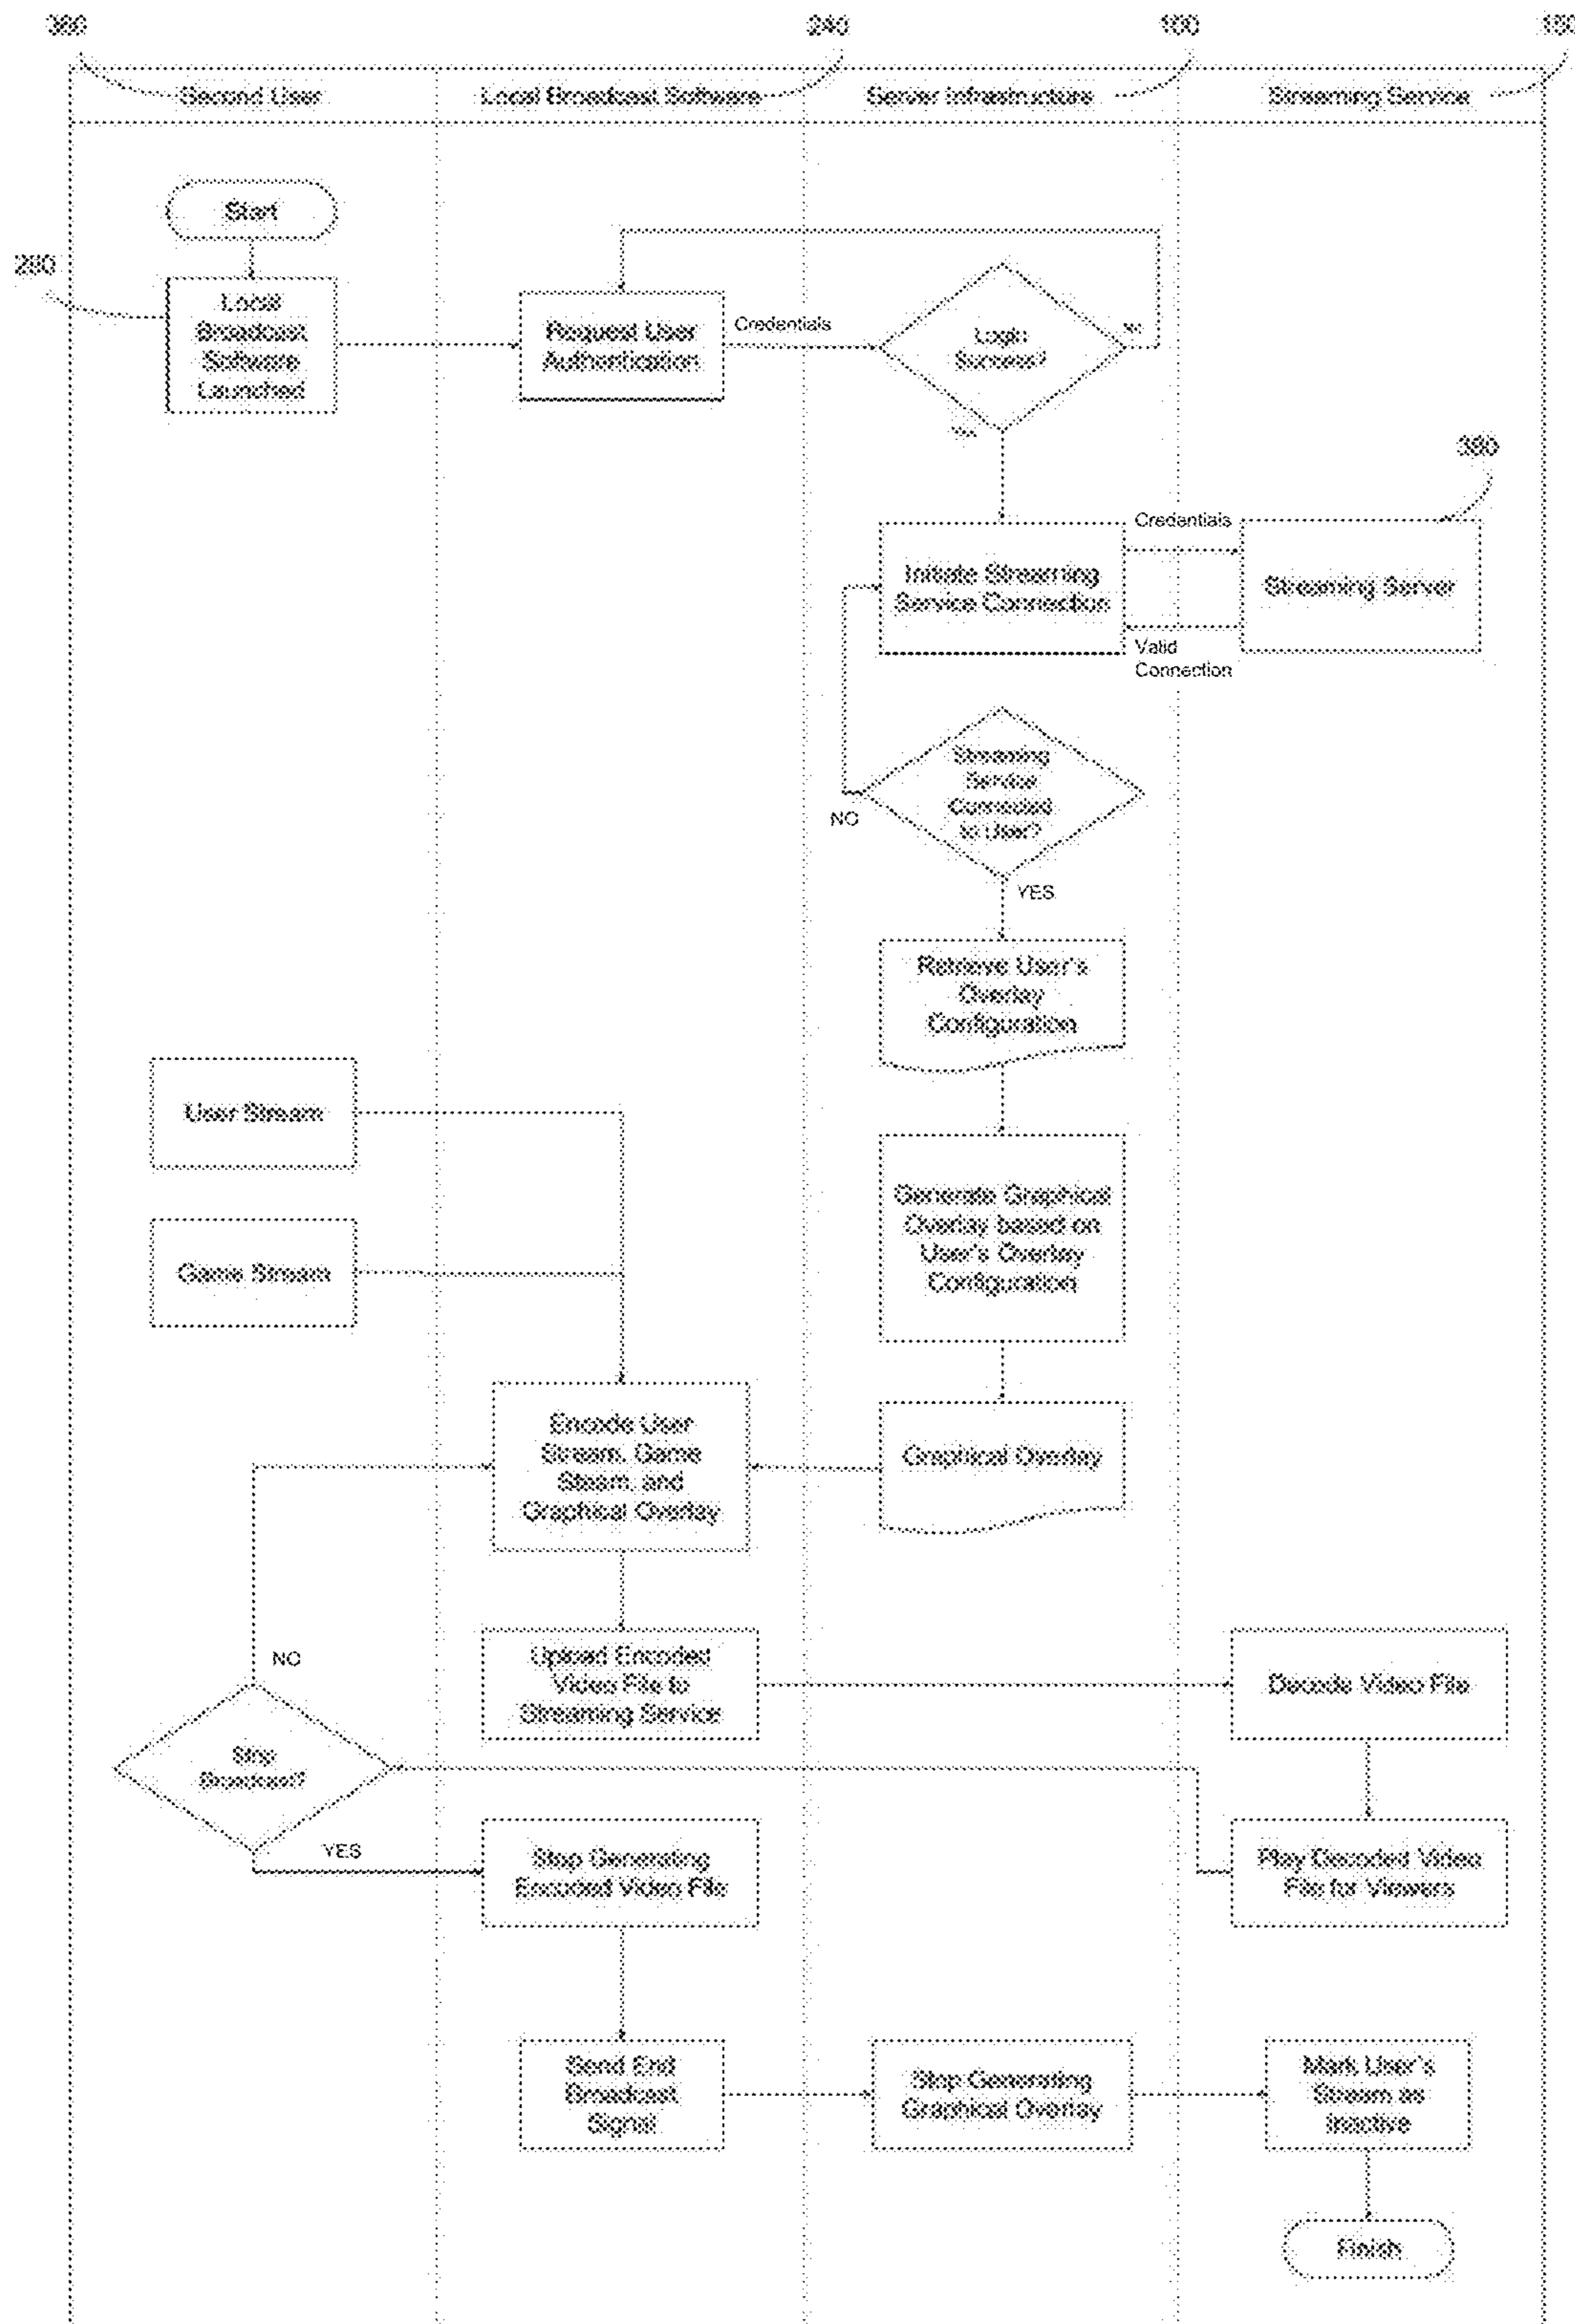 240
100
Second User
Local Broadcast Software
Server Infrastructure
Streaming Service
Start
280
Local
Broadcast
Software
Launched
Request User
Authentication
Credentials
Login
Success?
Credentials
Initiate Streaming
Service Connection
Streaming Server
Valid
Connection
Streaming
Service
Connected
to User?
NO
YES
Retrieve User's
Overlay
Configuration
User Stream
Generate Graphical
Overlay based on
User's Overlay
Configuration
Game Stream
Encode User
Stream, Game
Steam, and
Graphical Overlay
Graphical Overlay
NO
Upload Encoded
Video File to
Streaming Service
Decode Video File
Stop
Broadcast?
YES
Stop Generating
Encoded Video File
Play Decoded Video
File for Viewers
Send End
Broadcast
Signal
Stop Generating
Graphical Overlay
Mark User's
Stream as
Inactive
Finish